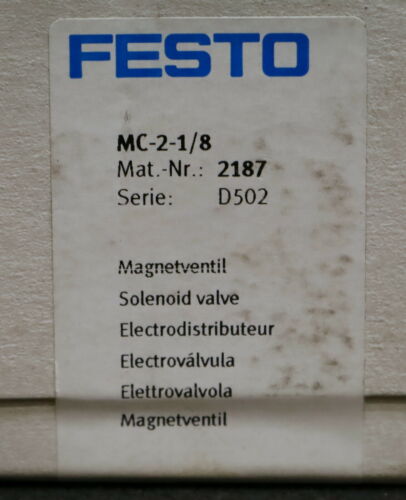 FESTO
MC-2-1/8
Mat.-Nr.: 2187
Serie: D502
Magnetventil
Solenoid valve
Electrodistributeur
Electroválvula
Elettrovalvola
Magnetventil